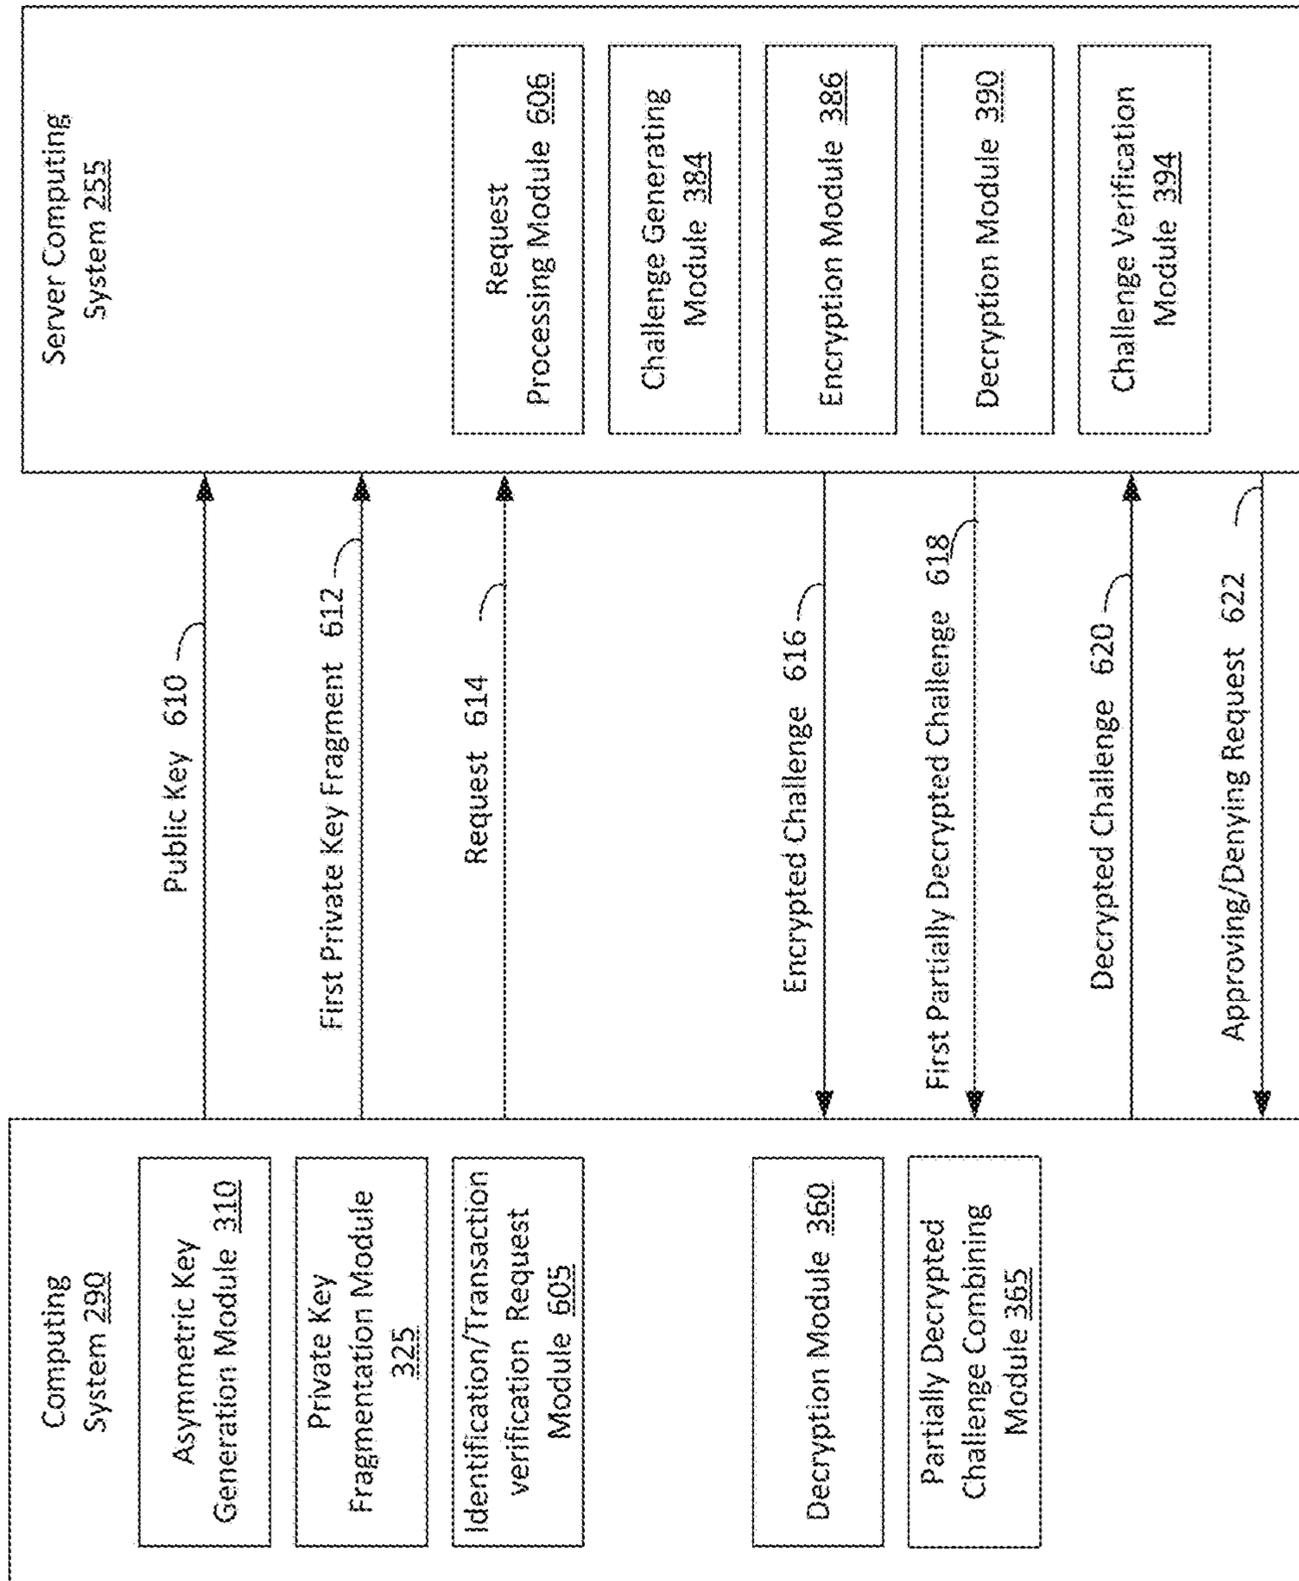 Computing
System 290
Asymmetric Key
Generation Module 310
Private Key
Fragmentation Module
325
Identification/Transaction
verification Request
Module 605
Decryption Module 360
Partially Decrypted
Challenge Combining
Module 365
Public Key 610
First Private Key Fragment 612
Request 614
Encrypted Challenge 616
First Partially Decrypted Challenge 618
Decrypted Challenge 620
Approving/Denying Request 622
Server Computing
System 255
Request
Processing Module 606
Challenge Generating
Module 384
Encryption Module 386
Decryption Module 390
Challenge Verification
Module 394